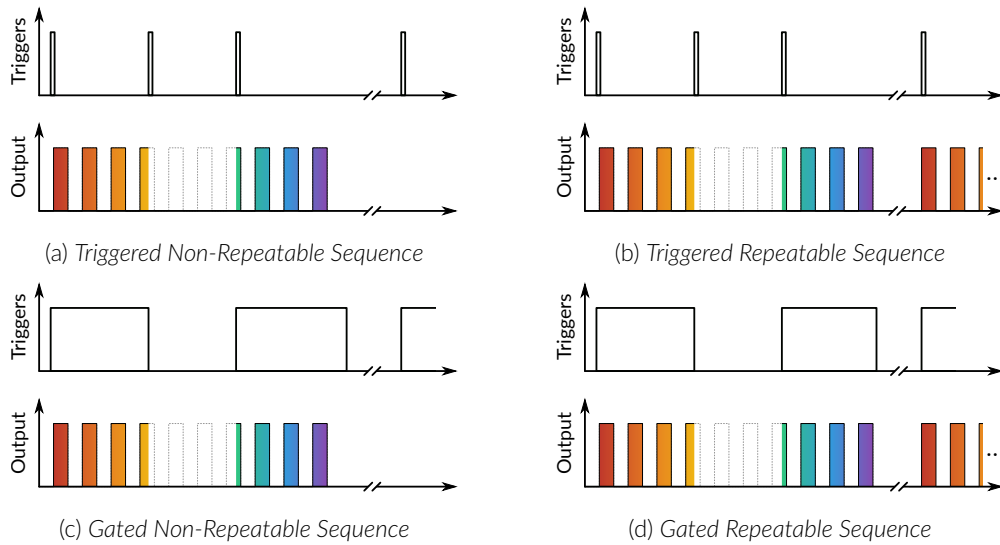 Triggers
Output
(a) Triggered Non-Repeatable Sequence
Triggers
Output
..
(b) Triggered Repeatable Sequence
Triggers
Output
(c) Gated Non-Repeatable Sequence
Triggers
Output
..
(d) Gated Repeatable Sequence